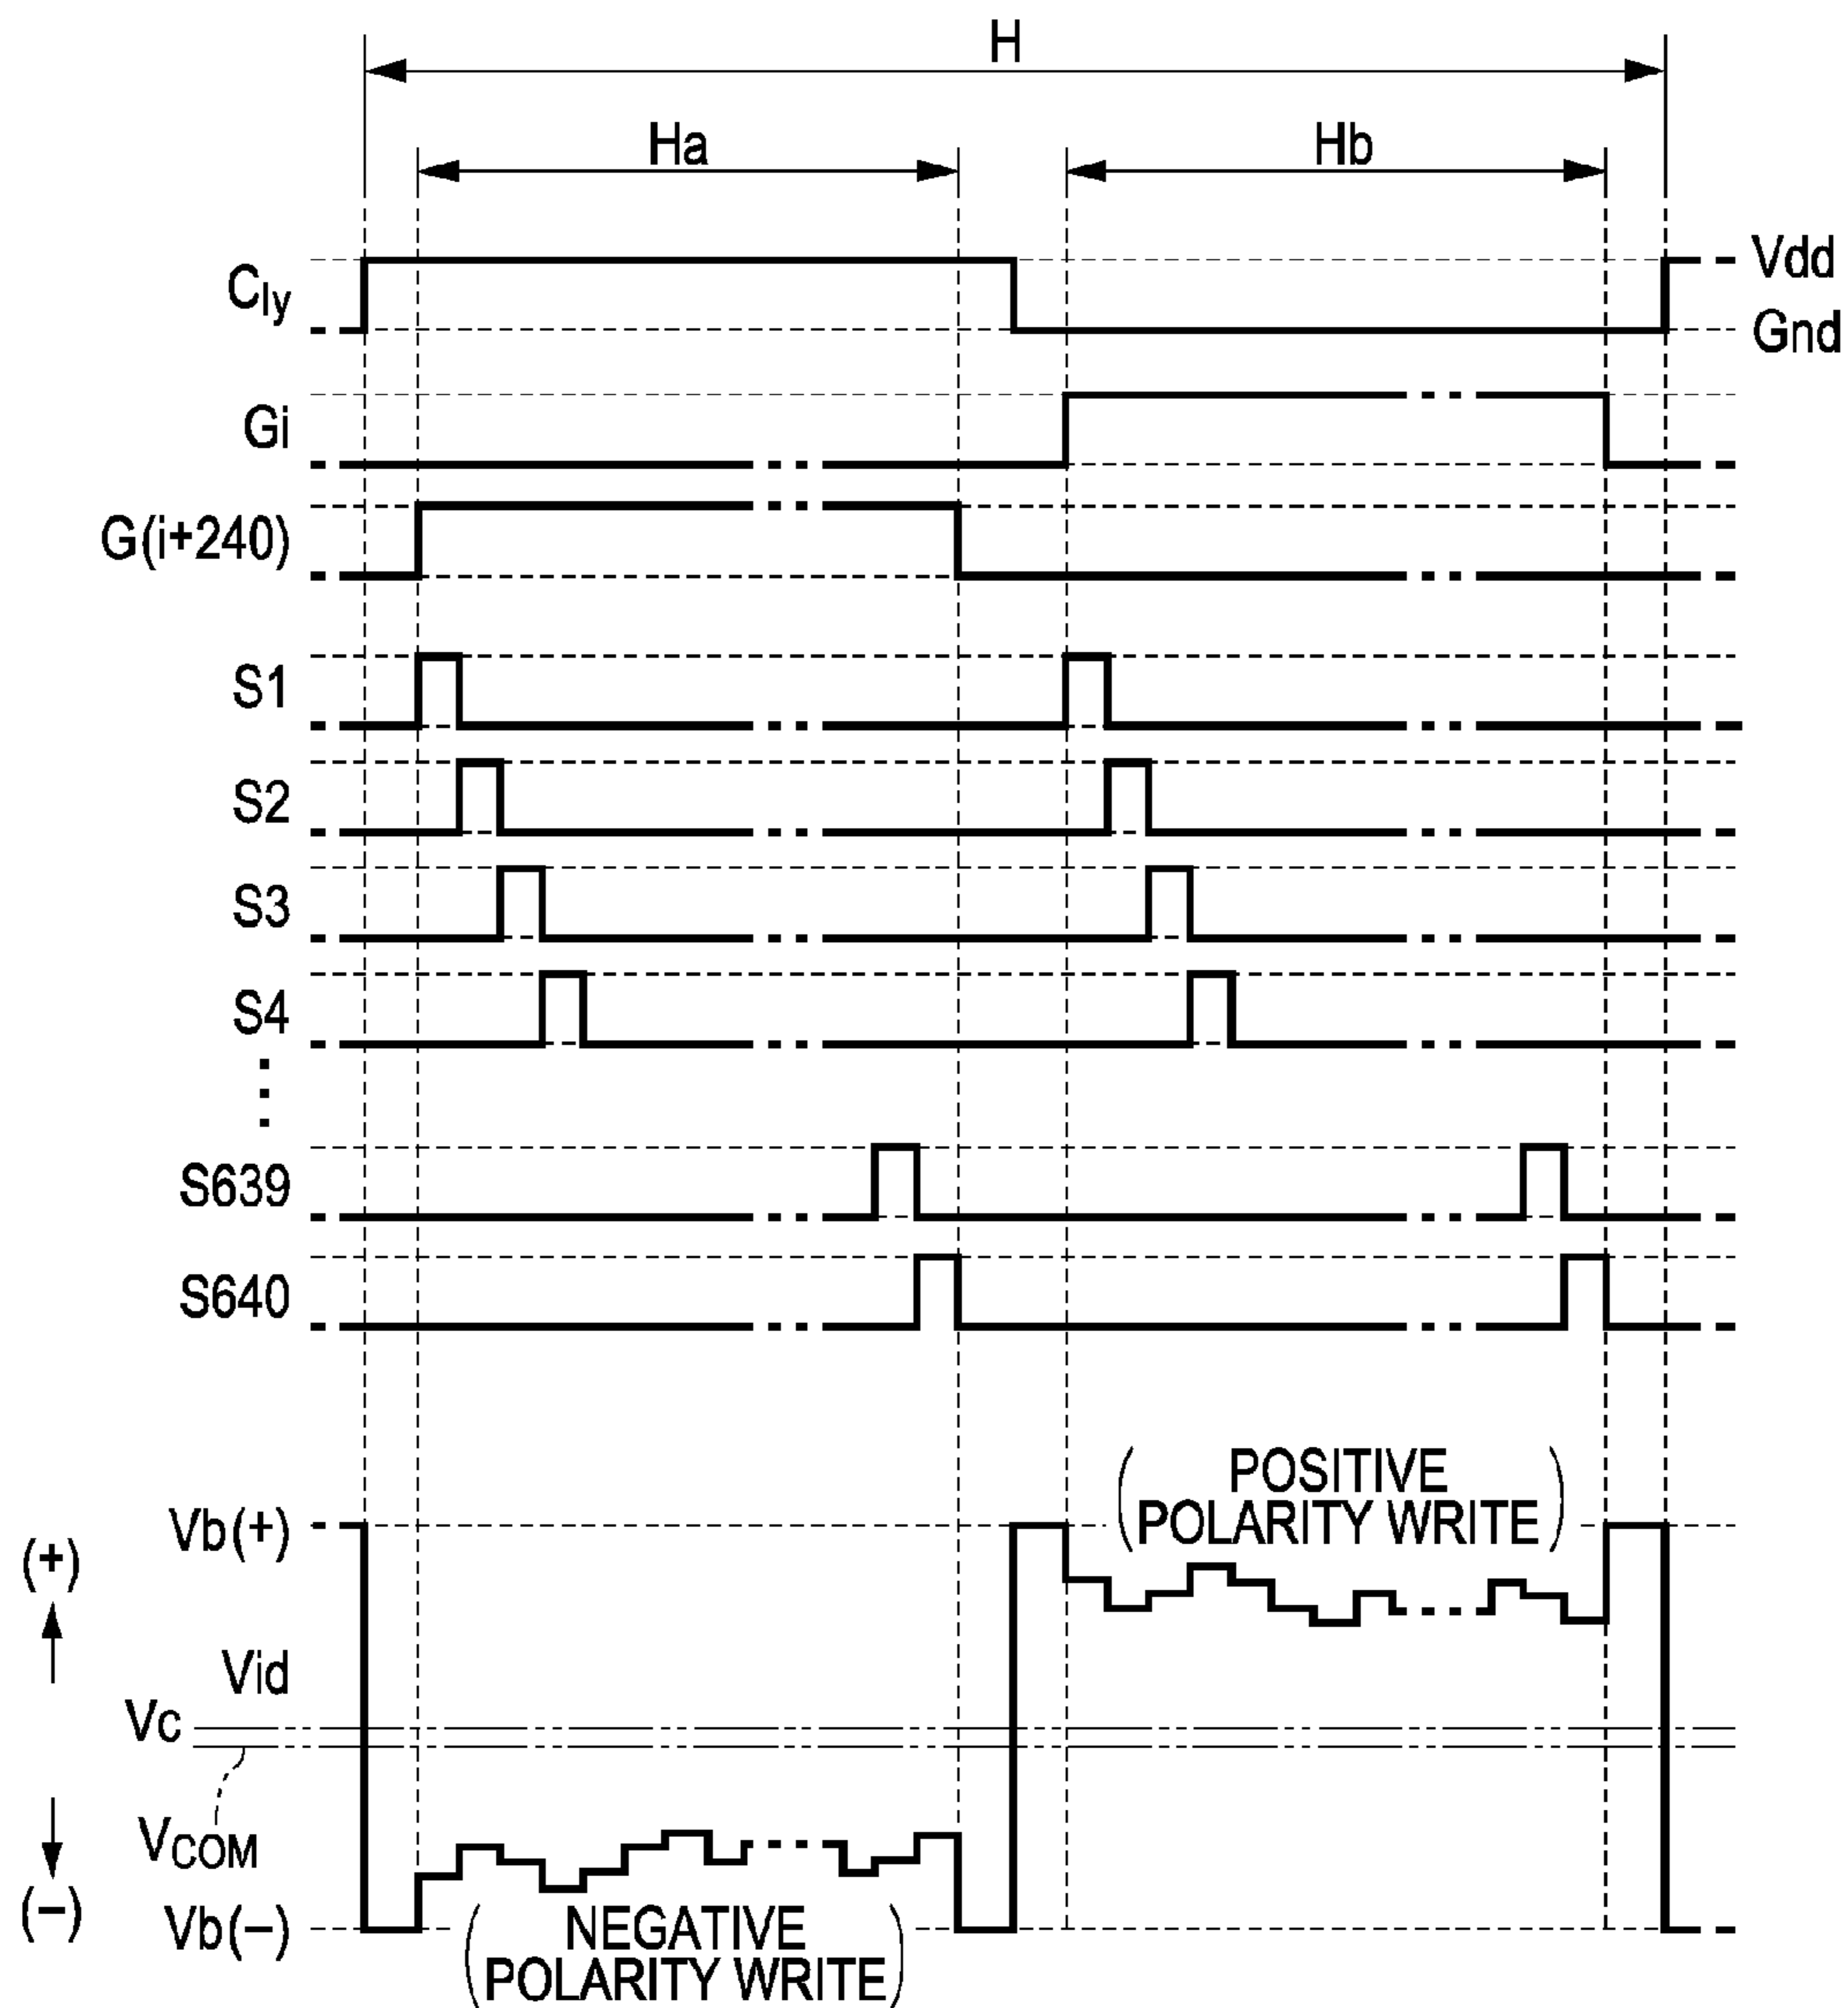 H
Ha
Hb
Cly
Vdd
Gnd
Gi
G(i+240)
S1
S2
S3
S4
S639
S640
POSITIVE
(POLARITY WRITE)
Vb(+)
(+)
Vid
Vc
VCOM
(−)
Vb(−)
NEGATIVE
(POLARITY WRITE)